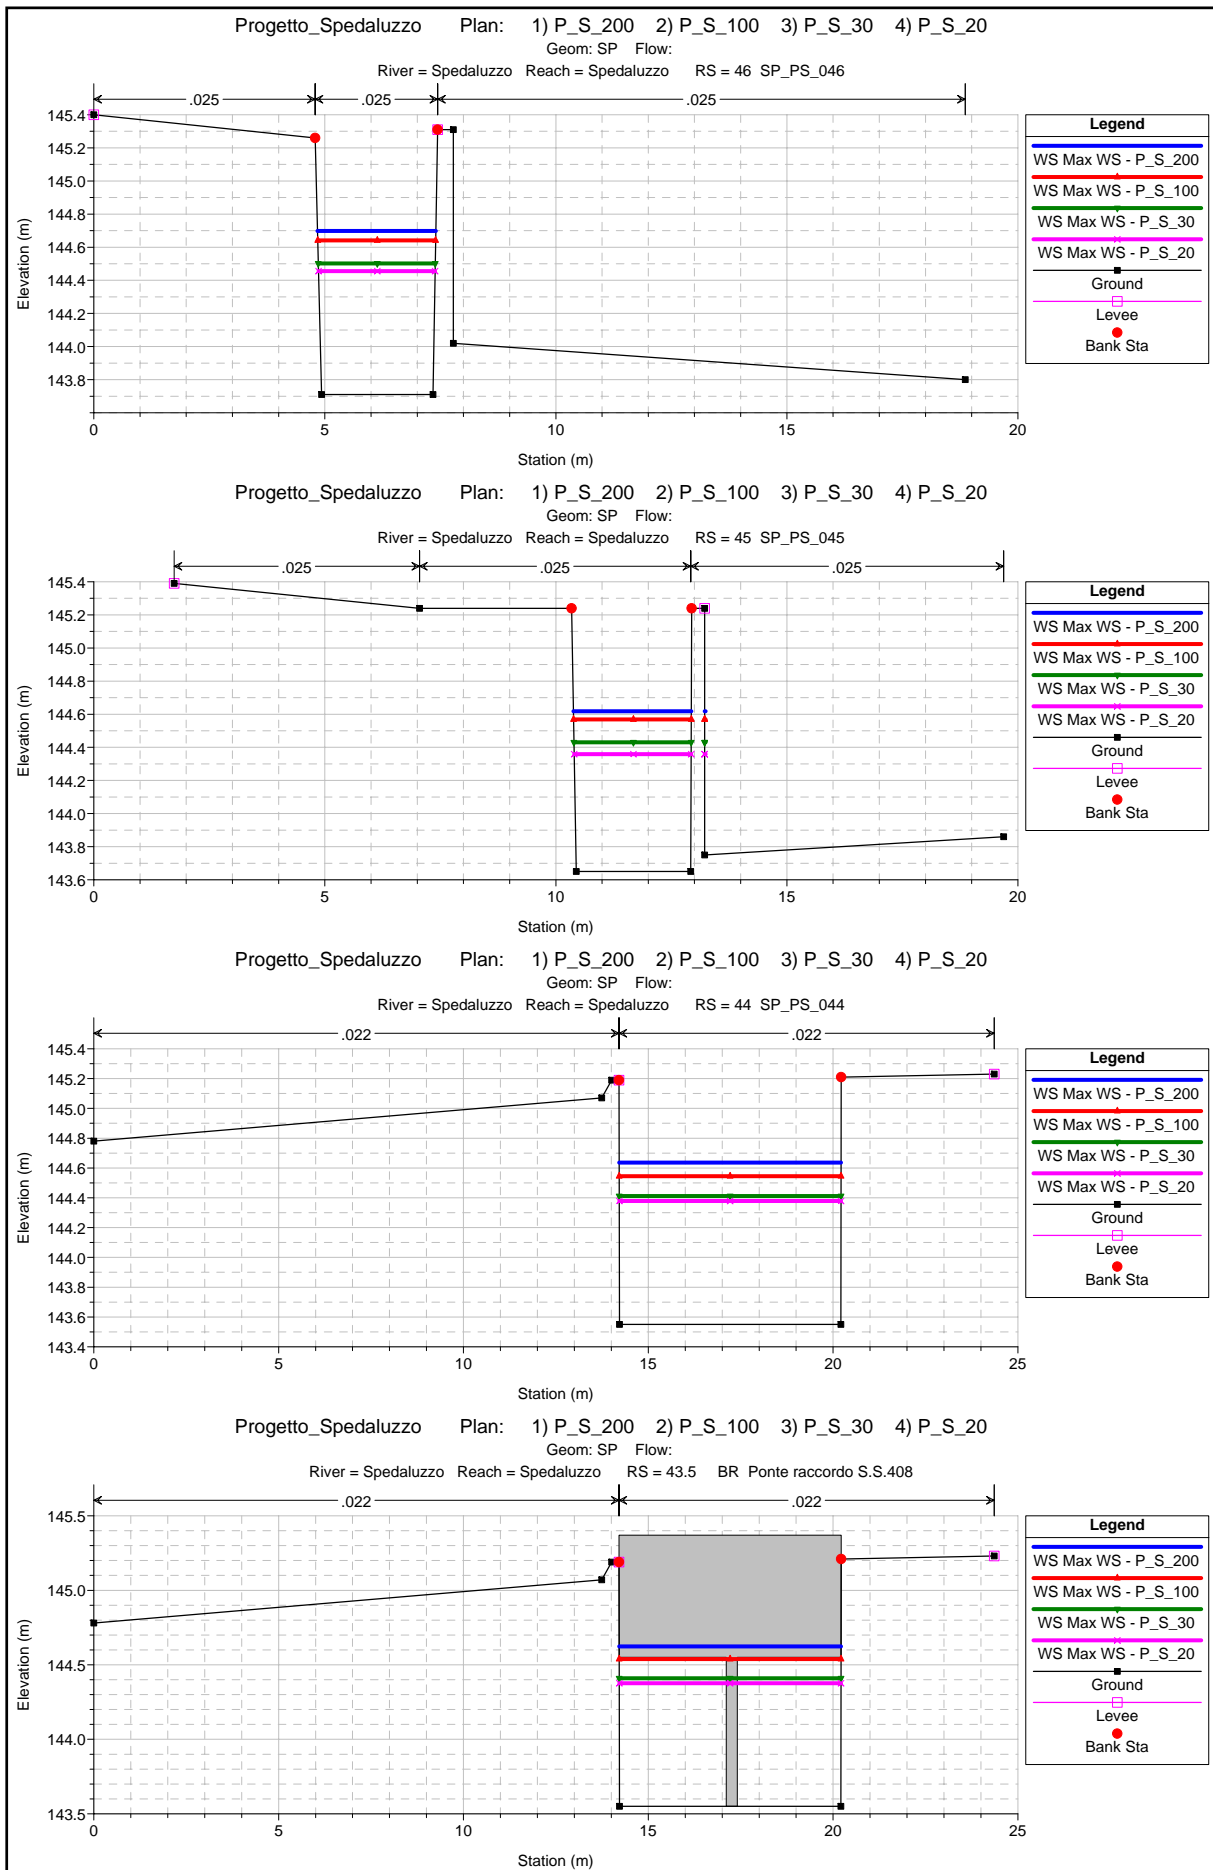 Progetto_Spedaluzzo Plan: 1) P_S_200 2) P_S_100 3) P_S_30 4) P_S_20
Geom: SP Flow:
River = Spedaluzzo Reach = Spedaluzzo RS = 46 SP_PS_046
.025 .025 .025
145.4
145.2
145.0
144.8
144.6
144.4
144.2
144.0
143.8
Elevation (m)
0 5 10 15 20
Station (m)
Legend
WS Max WS - P_S_200
WS Max WS - P_S_100
WS Max WS - P_S_30
WS Max WS - P_S_20
Ground
Levee
Bank Sta
Progetto_Spedaluzzo Plan: 1) P_S_200 2) P_S_100 3) P_S_30 4) P_S_20
Geom: SP Flow:
River = Spedaluzzo Reach = Spedaluzzo RS = 45 SP_PS_045
.025 .025 .025
145.4
145.2
145.0
144.8
144.6
144.4
144.2
144.0
143.8
143.6
Elevation (m)
0 5 10 15 20
Station (m)
Legend
WS Max WS - P_S_200
WS Max WS - P_S_100
WS Max WS - P_S_30
WS Max WS - P_S_20
Ground
Levee
Bank Sta
Progetto_Spedaluzzo Plan: 1) P_S_200 2) P_S_100 3) P_S_30 4) P_S_20
Geom: SP Flow:
River = Spedaluzzo Reach = Spedaluzzo RS = 44 SP_PS_044
.022 .022
145.4
145.2
145.0
144.8
144.6
144.4
144.2
144.0
143.8
143.6
143.4
Elevation (m)
0 5 10 15 20 25
Station (m)
Legend
WS Max WS - P_S_200
WS Max WS - P_S_100
WS Max WS - P_S_30
WS Max WS - P_S_20
Ground
Levee
Bank Sta
Progetto_Spedaluzzo Plan: 1) P_S_200 2) P_S_100 3) P_S_30 4) P_S_20
Geom: SP Flow:
River = Spedaluzzo Reach = Spedaluzzo RS = 43.5 BR Ponte raccordo S.S.408
.022 .022
145.5
145.0
144.5
144.0
143.5
Elevation (m)
0 5 10 15 20 25
Station (m)
Legend
WS Max WS - P_S_200
WS Max WS - P_S_100
WS Max WS - P_S_30
WS Max WS - P_S_20
Ground
Levee
Bank Sta